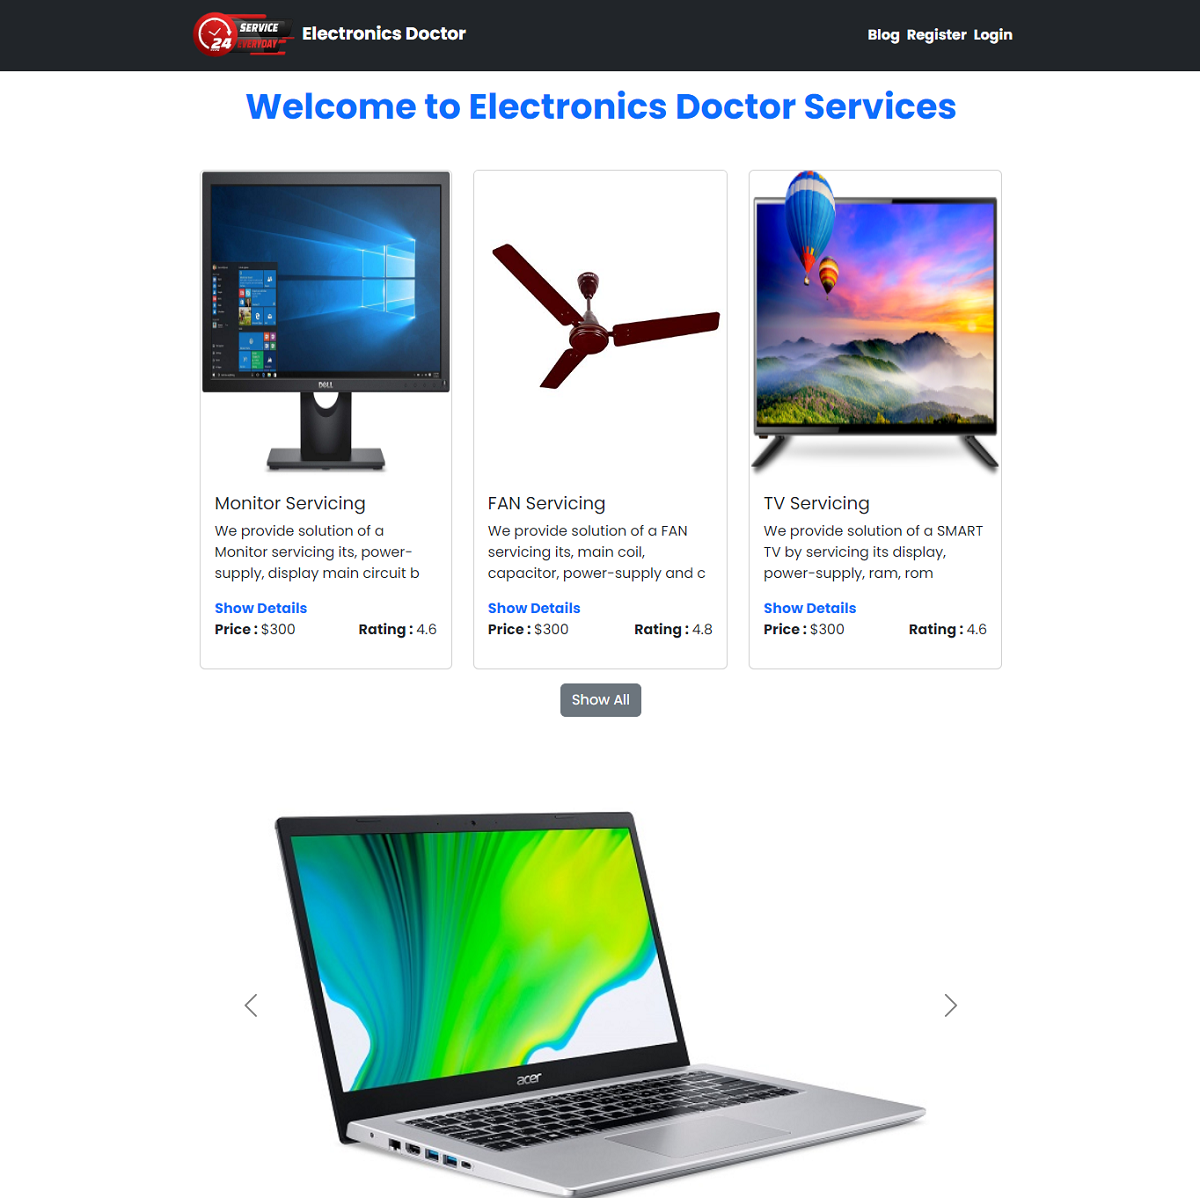 24 SERVICE
EVERYDAY
Electronics Doctor
Blog Register Login
Welcome to Electronics Doctor Services
DELL
Monitor Servicing
We provide solution of a
Monitor servicing its, power-
supply, display main circuit b
Show Details
Price : $300 Rating : 4.6
FAN Servicing
We provide solution of a FAN
servicing its, main coil,
capacitor, power-supply and c
Show Details
Price : $300 Rating : 4.8
TV Servicing
We provide solution of a SMART
TV by servicing its display,
power-supply, ram, rom
Show Details
Price : $300 Rating : 4.6
Show All
acer